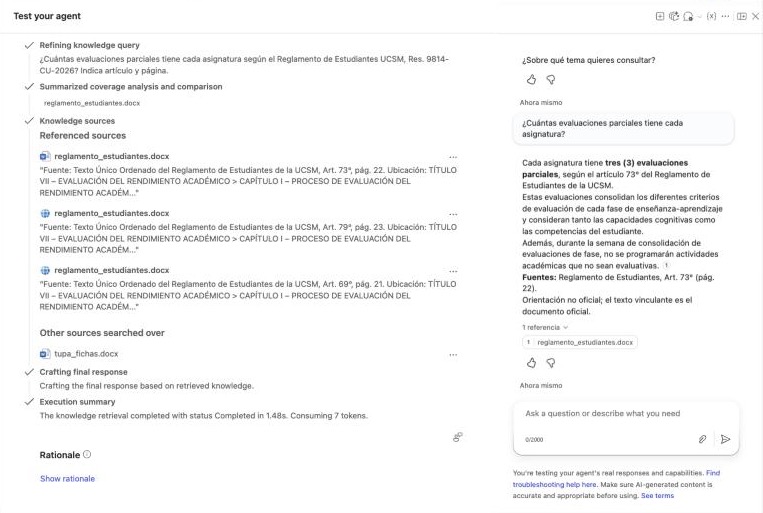 Test your agent
Refining knowledge query
¿Cuántas evaluaciones parciales tiene cada asignatura según el Reglamento de Estudiantes UCSM, Res. 9814-
CU-2026? Indica artículo y página.
Summarized coverage analysis and comparison
reglamento_estudiantes.docx
Knowledge sources
Referenced sources
reglamento_estudiantes.docx
"Fuente: Texto Único Ordenado del Reglamento de Estudiantes de la UCSM, Art. 73°, pág. 22. Ubicación: TÍTULO
VII – EVALUACIÓN DEL RENDIMIENTO ACADÉMICO > CAPÍTULO I – PROCESO DE EVALUACIÓN DEL
RENDIMIENTO ACADÉM..."
reglamento_estudiantes.docx
"Fuente: Texto Único Ordenado del Reglamento de Estudiantes de la UCSM, Art. 79°, pág. 23. Ubicación: TÍTULO
VII – EVALUACIÓN DEL RENDIMIENTO ACADÉMICO > CAPÍTULO I – PROCESO DE EVALUACIÓN DEL
RENDIMIENTO ACADÉM..."
reglamento_estudiantes.docx
"Fuente: Texto Único Ordenado del Reglamento de Estudiantes de la UCSM, Art. 69°, pág. 21. Ubicación: TÍTULO
VII – EVALUACIÓN DEL RENDIMIENTO ACADÉMICO > CAPÍTULO I – PROCESO DE EVALUACIÓN DEL
RENDIMIENTO ACADÉM..."
Other sources searched over
tupa_fichas.docx
Crafting final response
Crafting the final response based on retrieved knowledge.
Execution summary
The knowledge retrieval completed with status Completed in 1.48s. Consuming 7 tokens.
Rationale
Show rationale
¿Sobre qué tema quieres consultar?
Ahora mismo
¿Cuántas evaluaciones parciales tiene cada
asignatura?
Cada asignatura tiene tres (3) evaluaciones
parciales, según el artículo 73° del Reglamento de
Estudiantes de la UCSM.
Estas evaluaciones consolidan los diferentes criterios
de evaluación de cada fase de enseñanza-aprendizaje
y consideran tanto las capacidades cognitivas como
las competencias del estudiante.
Además, durante la semana de consolidación de
evaluaciones de fase, no se programarán actividades
académicas que no sean evaluativas. 1
Fuentes: Reglamento de Estudiantes, Art. 73° (pág.
22).
Orientación no oficial; el texto vinculante es el
documento oficial.
1 referencia
1 reglamento_estudiantes.docx
Ahora mismo
Ask a question or describe what you need
0/2000
You're testing your agent's real responses and capabilities. Find
troubleshooting help here. Make sure AI-generated content is
accurate and appropriate before using. See terms